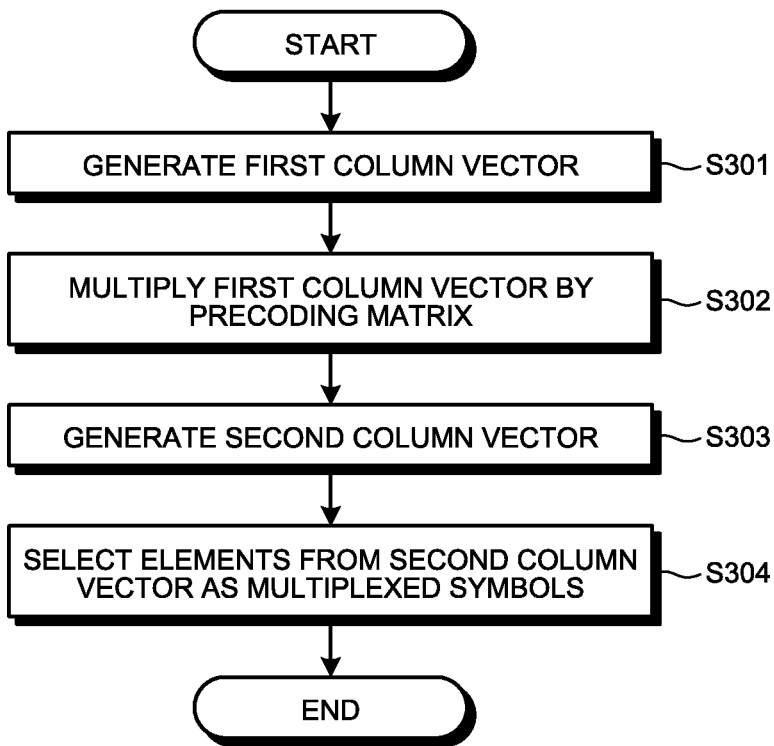 START
GENERATE FIRST COLUMN VECTOR
S301
MULTIPLY FIRST COLUMN VECTOR BY
PRECODING MATRIX
S302
GENERATE SECOND COLUMN VECTOR
S303
SELECT ELEMENTS FROM SECOND COLUMN
VECTOR AS MULTIPLEXED SYMBOLS
S304
END